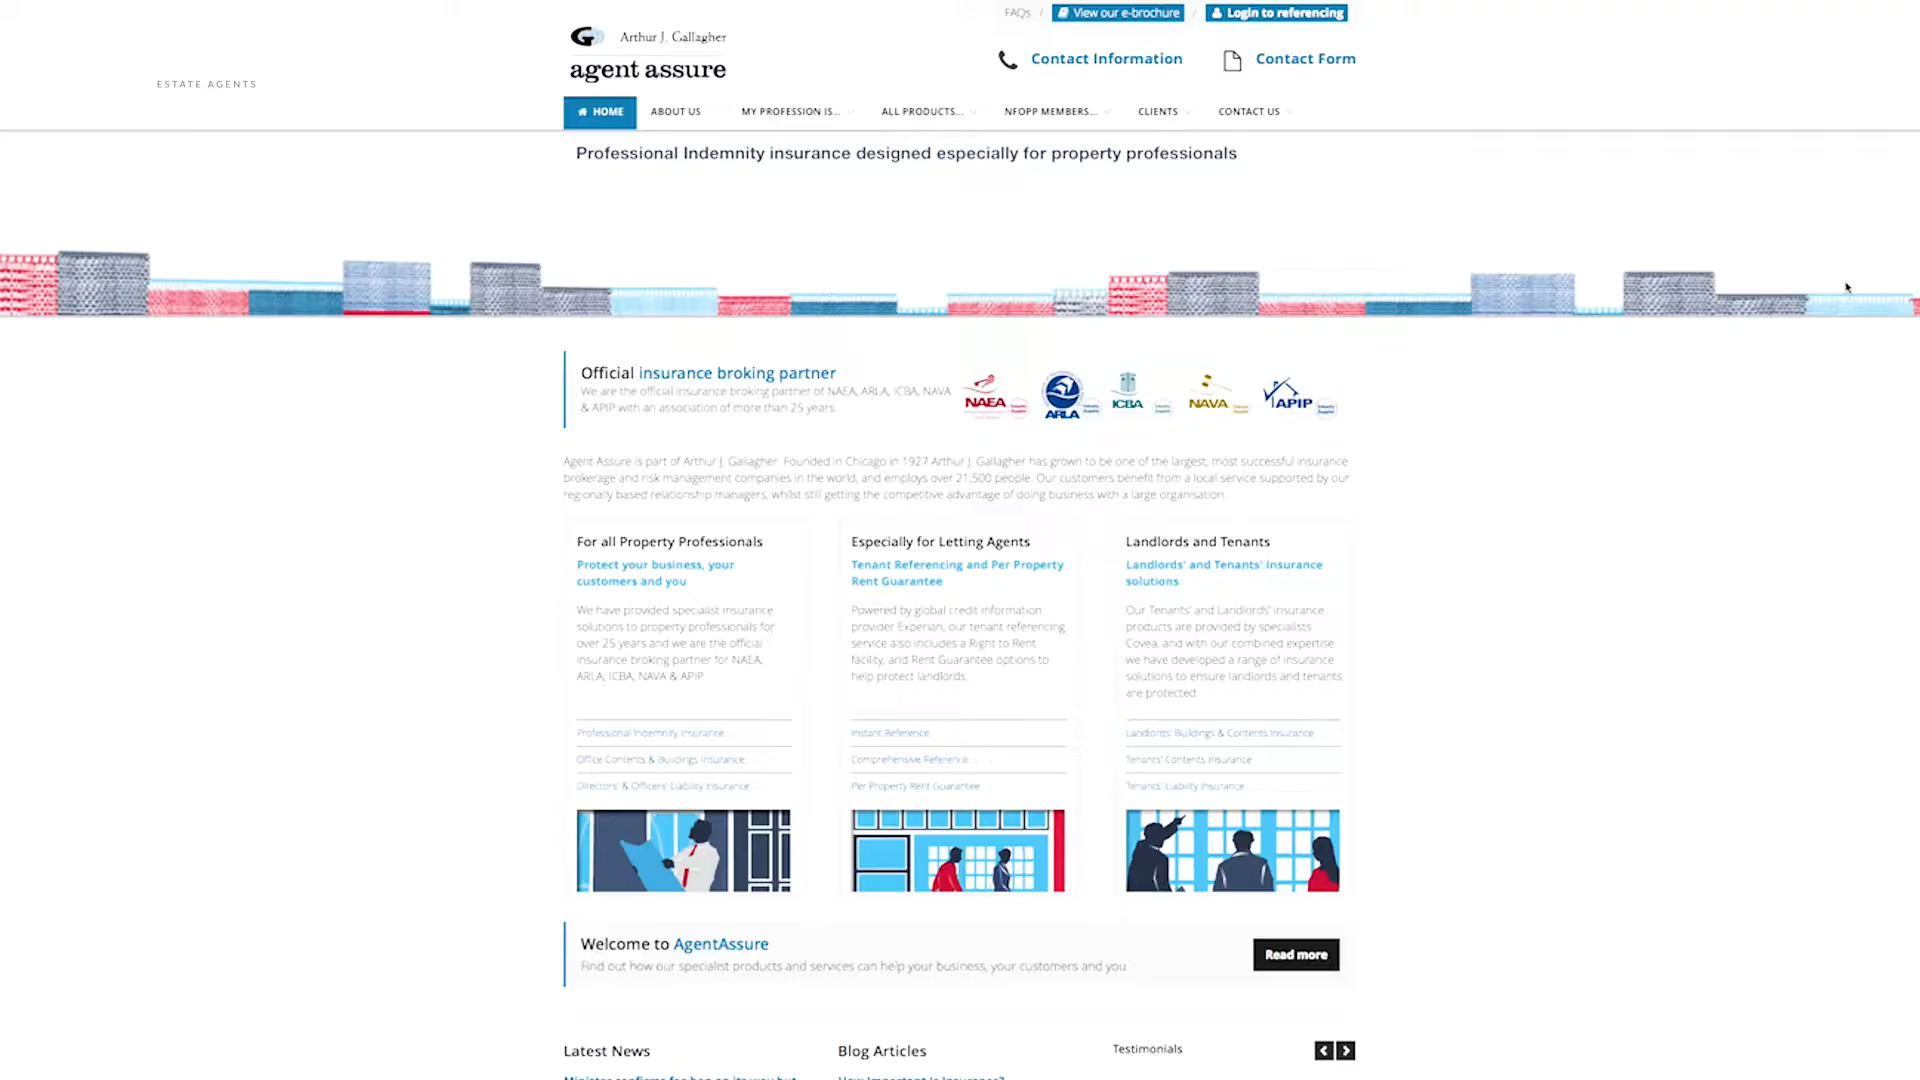 FAQs / View our e-brochure / Login to referencing
Arthur J. Gallagher
agent assure
Contact Information
Contact Form
ESTATE AGENTS
HOME
ABOUT US
MY PROFESSION IS...
ALL PRODUCTS...
NFOPP MEMBERS...
CLIENTS
CONTACT US
Professional Indemnity insurance designed especially for property professionals
Official insurance broking partner
We are the official insurance broking partner of NAEA, ARLA, ICBA, NAVA
& APIP with an association of more than 25 years.
NAEA
ARLA
ICBA
NAVA
APIP
Agent Assure is part of Arthur J. Gallagher. Founded in Chicago in 1927 Arthur J. Gallagher has grown to be one of the largest, most successful insurance
brokerage and risk management companies in the world, and employs over 21,500 people. Our customers benefit from a local service supported by our
regionally based relationship managers, whilst still getting the competitive advantage of doing business with a large organisation.
For all Property Professionals
Protect your business, your
customers and you
We have provided specialist insurance
solutions to property professionals for
over 25 years and we are the official
insurance broking partner for NAEA,
ARLA, ICBA, NAVA & APIP
Professional Indemnity Insurance
Office Contents & Buildings Insurance
Directors' & Officers' Liability Insurance
Especially for Letting Agents
Tenant Referencing and Per Property
Rent Guarantee
Powered by global credit information
provider Experian, our tenant referencing
service also includes a Right to Rent
facility, and Rent Guarantee options to
help protect landlords.
Instant Reference
Comprehensive Reference
Per Property Rent Guarantee
Landlords and Tenants
Landlords' and Tenants' Insurance
solutions
Our Tenants' and Landlords' insurance
products are provided by specialists
Covea, and with our combined expertise
we have developed a range of insurance
solutions to ensure landlords and tenants
are protected.
Landlords' Buildings & Contents Insurance
Tenants' Contents Insurance
Tenants' Liability Insurance
Welcome to AgentAssure
Find out how our specialist products and services can help your business, your customers and you
Read more
Latest News
Blog Articles
Testimonials
Minister confirms fee ban on its way but
How Important Is Insurance?